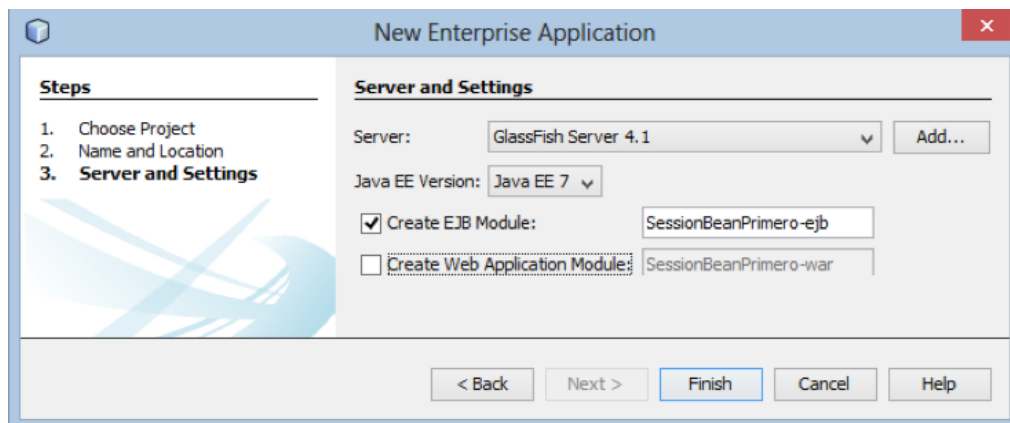 New Enterprise Application
Steps
1. Choose Project
2. Name and Location
3. Server and Settings
Server and Settings
Server: GlassFish Server 4.1 Add...
Java EE Version: Java EE 7
Create EJB Module: SessionBeanPrimero-ejb
Create Web Application Module: SessionBeanPrimero-war
< Back Next > Finish Cancel Help